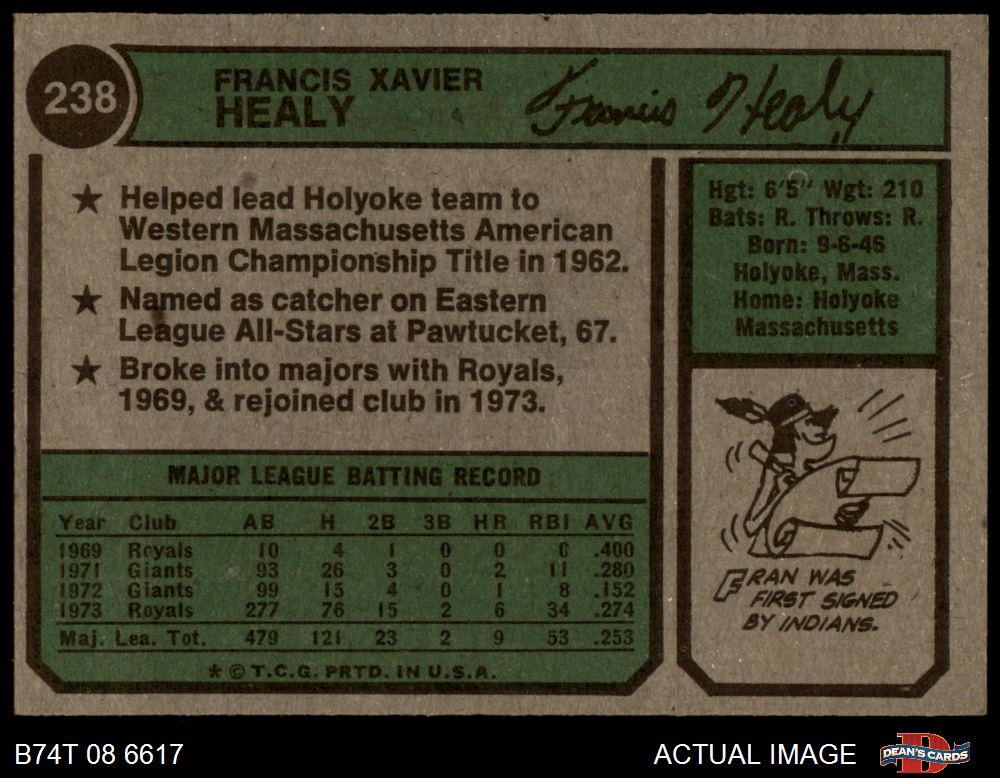 238
FRANCIS XAVIER
HEALY
Francis Healy
★ Helped lead Holyoke team to
Western Massachusetts American
Legion Championship Title in 1962.
★ Named as catcher on Eastern
League All-Stars at Pawtucket, 67.
★ Broke into majors with Royals,
1969, & rejoined club in 1973.
Hgt: 6'5" Wgt: 210
Bats: R. Throws: R.
Born: 9-6-46
Holyoke, Mass.
Home: Holyoke
Massachusetts
MAJOR LEAGUE BATTING RECORD
Year Club AB H 2B 3B HR RBI AVG
1969 Royals 10 4 1 0 0 0 .400
1971 Giants 93 26 3 0 2 11 .280
1972 Giants 99 15 4 0 1 8 .152
1973 Royals 277 76 15 2 6 34 .274
Maj. Lea. Tot. 479 121 23 2 9 53 .253
* © T.C.G. PRTD. IN U.S.A.
FRAN WAS
FIRST SIGNED
BY INDIANS.
B74T 08 6617
ACTUAL IMAGE
DEAN'S CARDS